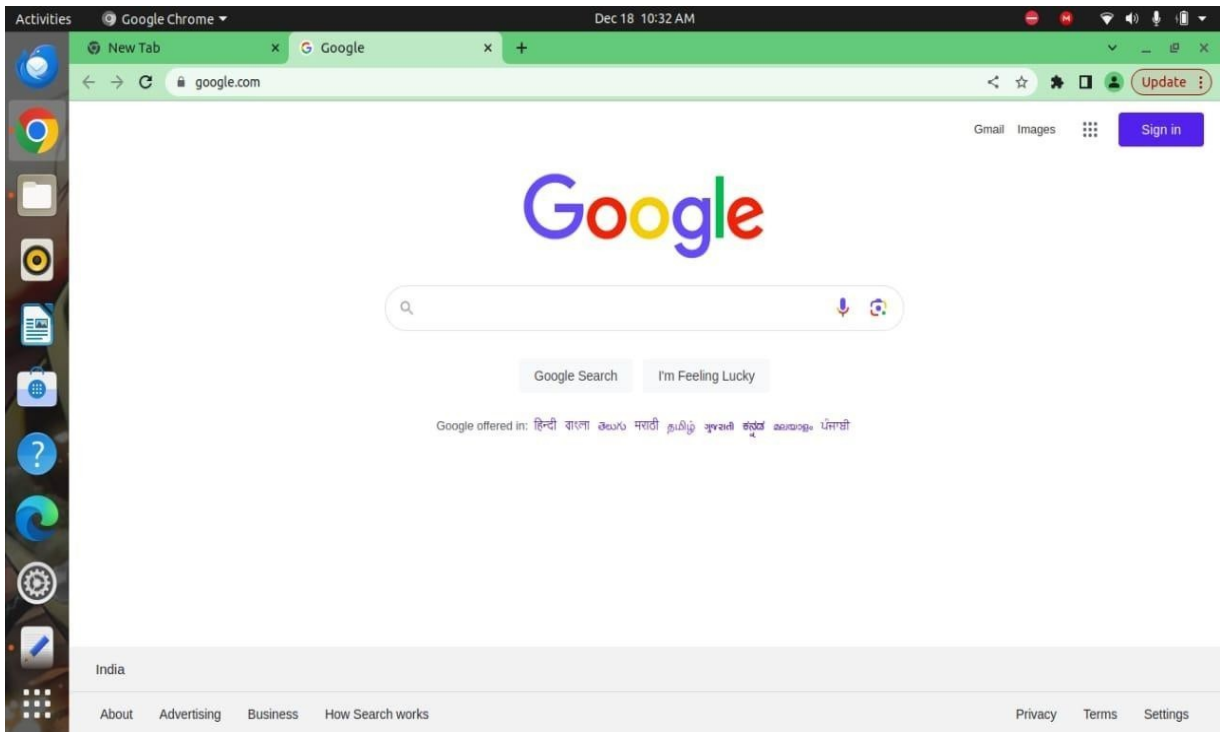 Activities Google Chrome Dec 18 10:32 AM
New Tab Google
google.com Update
Gmail Images Sign in
Google
Google Search I'm Feeling Lucky
Google offered in: हिन्दी বাংলা తెలుగు मराठी தமிழ் ગુજરાતી ಕನ್ನಡ മലയാളം ਪੰਜਾਬੀ
India
About Advertising Business How Search works Privacy Terms Settings